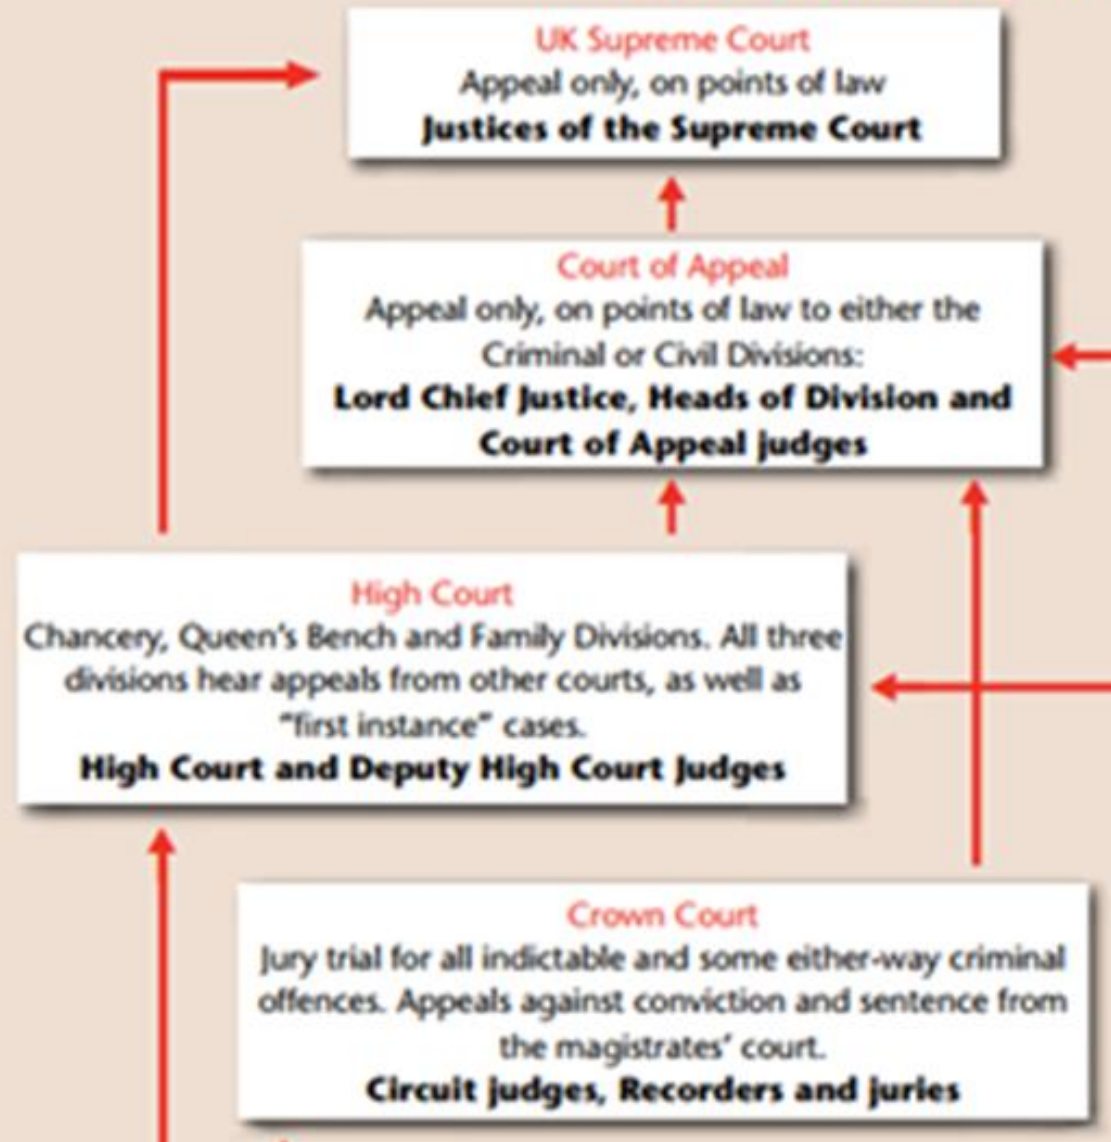 UK Supreme Court
Appeal only, on points of law
Justices of the Supreme Court
Court of Appeal
Appeal only, on points of law to either the
Criminal or Civil Divisions:
Lord Chief Justice, Heads of Division and
Court of Appeal judges
High Court
Chancery, Queen's Bench and Family Divisions. All three
divisions hear appeals from other courts, as well as
"first instance" cases.
High Court and Deputy High Court Judges
Crown Court
Jury trial for all indictable and some either-way criminal
offences. Appeals against conviction and sentence from
the magistrates' court.
Circuit judges, Recorders and juries